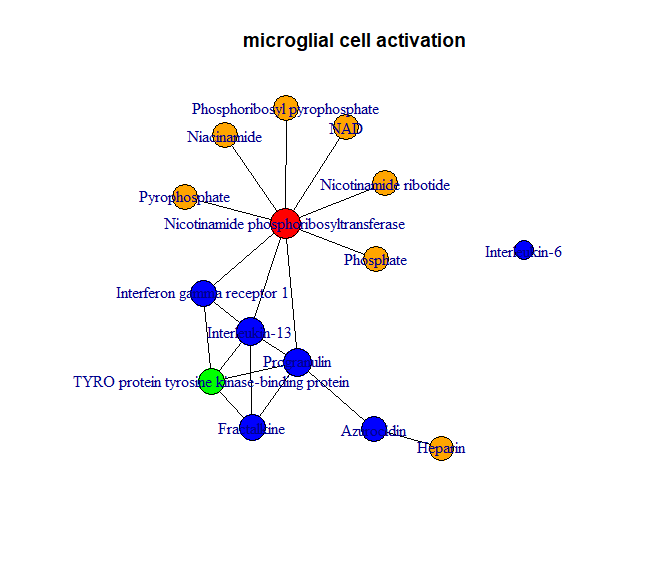 microglial cell activation
Phosphoribosyl pyrophosphate
NAD
Niacinamide
Nicotinamide ribotide
Pyrophosphate
Nicotinamide phosphoribosyltransferase
Interleukin-6
Phosphate
Interferon gamma receptor 1
Interleukin-13
Progranulin
TYRO protein tyrosine kinase-binding protein
Fractalkine
Azurocidin
Heparin